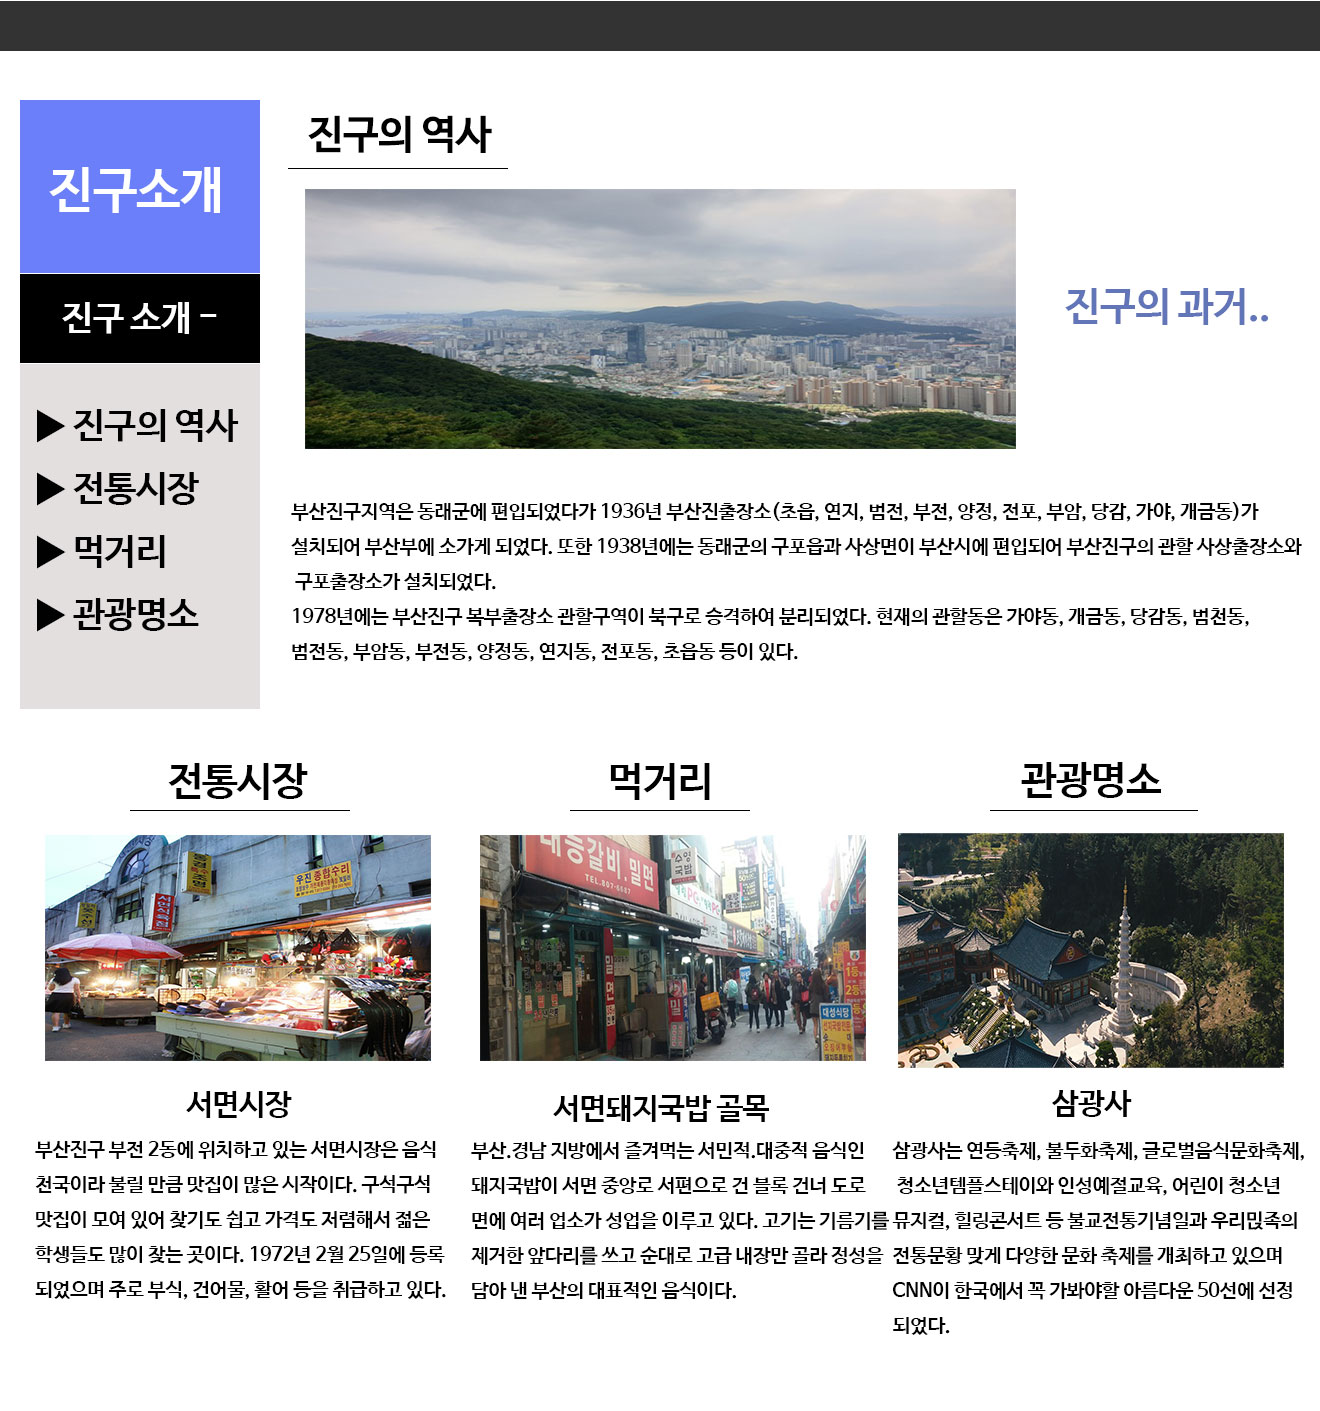 진구소개
진구 소개 -
▶ 진구의 역사
▶ 전통시장
▶ 먹거리
▶ 관광명소
진구의 역사
진구의 과거..
부산진구지역은 동래군에 편입되었다가 1936년 부산진출장소(초읍, 연지, 범전, 부전, 양정, 전포, 부암, 당감, 가야, 개금동)가
설치되어 부산부에 소가게 되었다. 또한 1938년에는 동래군의 구포읍과 사상면이 부산시에 편입되어 부산진구의 관할 사상출장소와
구포출장소가 설치되었다.
1978년에는 부산진구 복부출장소 관할구역이 북구로 승격하여 분리되었다. 현재의 관할동은 가야동, 개금동, 당감동, 범천동,
범전동, 부암동, 부전동, 양정동, 연지동, 전포동, 초읍동 등이 있다.
전통시장
우진 종합수리
서면시장
부산진구 부전 2동에 위치하고 있는 서면시장은 음식
천국이라 불릴 만큼 맛집이 많은 시작이다. 구석구석
맛집이 모여 있어 찾기도 쉽고 가격도 저렴해서 젊은
학생들도 많이 찾는 곳이다. 1972년 2월 25일에 등록
되었으며 주로 부식, 건어물, 활어 등을 취급하고 있다.
먹거리
대동갈비, 밀면
TEL.807-6687
밀면
대성식당
서면돼지국밥 골목
부산.경남 지방에서 즐겨먹는 서민적.대중적 음식인
돼지국밥이 서면 중앙로 서편으로 건 블록 건너 도로
면에 여러 업소가 성업을 이루고 있다. 고기는 기름기를
제거한 앞다리를 쓰고 순대로 고급 내장만 골라 정성을
담아 낸 부산의 대표적인 음식이다.
관광명소
삼광사
삼광사는 연등축제, 불두화축제, 글로벌음식문화축제,
청소년템플스테이와 인성예절교육, 어린이 청소년
뮤지컬, 힐링콘서트 등 불교전통기념일과 우리믽족의
전통문황 맞게 다양한 문화 축제를 개최하고 있으며
CNN이 한국에서 꼭 가봐야할 아름다운 50선에 선정
되었다.